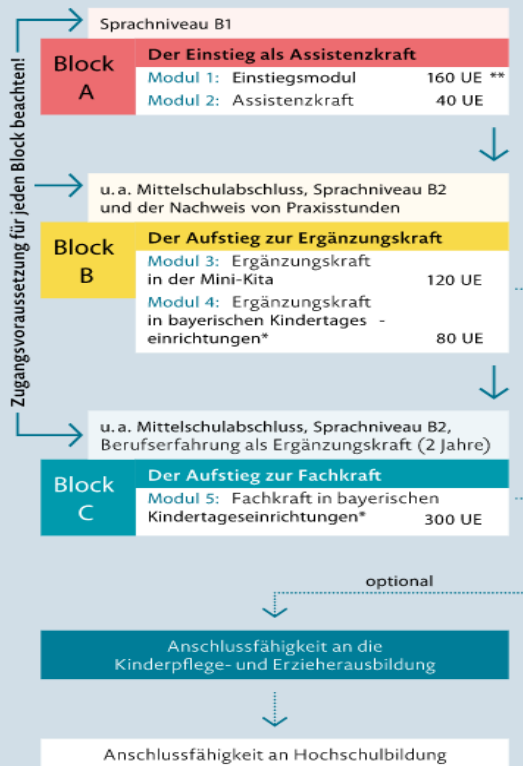 Zugangsvoraussetzung für jeden Block beachten!
Sprachniveau B1
Block A
Der Einstieg als Assistenzkraft
Modul 1: Einstiegsmodul 160 UE **
Modul 2: Assistenzkraft 40 UE
u. a. Mittelschulabschluss, Sprachniveau B2
und der Nachweis von Praxisstunden
Block B
Der Aufstieg zur Ergänzungskraft
Modul 3: Ergänzungskraft
in der Mini-Kita 120 UE
Modul 4: Ergänzungskraft
in bayerischen Kindertages -
einrichtungen* 80 UE
u. a. Mittelschulabschluss, Sprachniveau B2,
Berufserfahrung als Ergänzungskraft (2 Jahre)
Block C
Der Aufstieg zur Fachkraft
Modul 5: Fachkraft in bayerischen
Kindertageseinrichtungen* 300 UE
optional
Anschlussfähigkeit an die
Kinderpflege- und Erzieherausbildung
Anschlussfähigkeit an Hochschulbildung